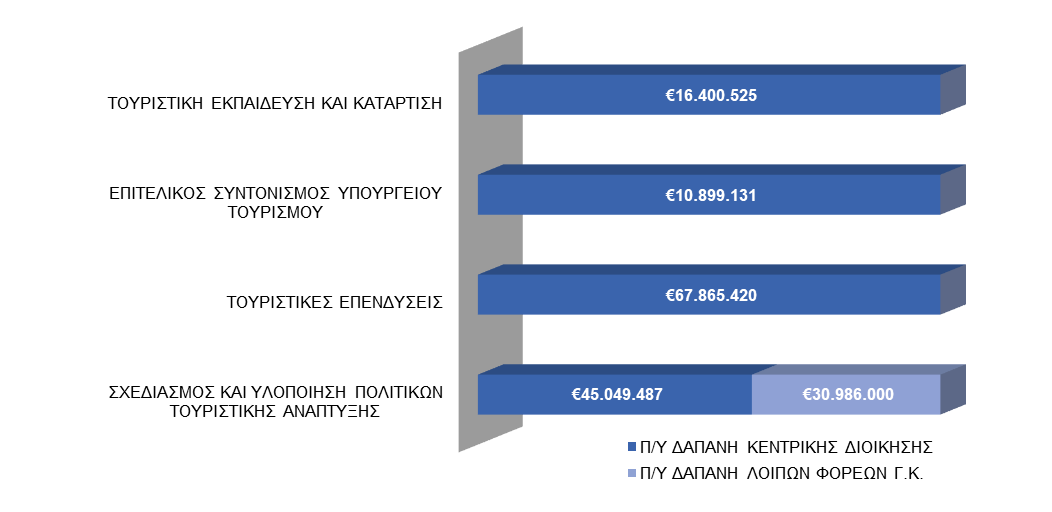 ΤΟΥΡΙΣΤΙΚΗ ΕΚΠΑΙΔΕΥΣΗ ΚΑΙ ΚΑΤΑΡΤΙΣΗ
€16.400.525
ΕΠΙΤΕΛΙΚΟΣ ΣΥΝΤΟΝΙΣΜΟΣ ΥΠΟΥΡΓΕΙΟΥ
ΤΟΥΡΙΣΜΟΥ
€10.899.131
ΤΟΥΡΙΣΤΙΚΕΣ ΕΠΕΝΔΥΣΕΙΣ
€67.865.420
ΣΧΕΔΙΑΣΜΟΣ ΚΑΙ ΥΛΟΠΟΙΗΣΗ ΠΟΛΙΤΙΚΩΝ
ΤΟΥΡΙΣΤΙΚΗΣ ΑΝΑΠΤΥΞΗΣ
€45.049.487
€30.986.000
Π/Υ ΔΑΠΑΝΗ ΚΕΝΤΡΙΚΗΣ ΔΙΟΙΚΗΣΗΣ
Π/Υ ΔΑΠΑΝΗ ΛΟΙΠΩΝ ΦΟΡΕΩΝ Γ.Κ.